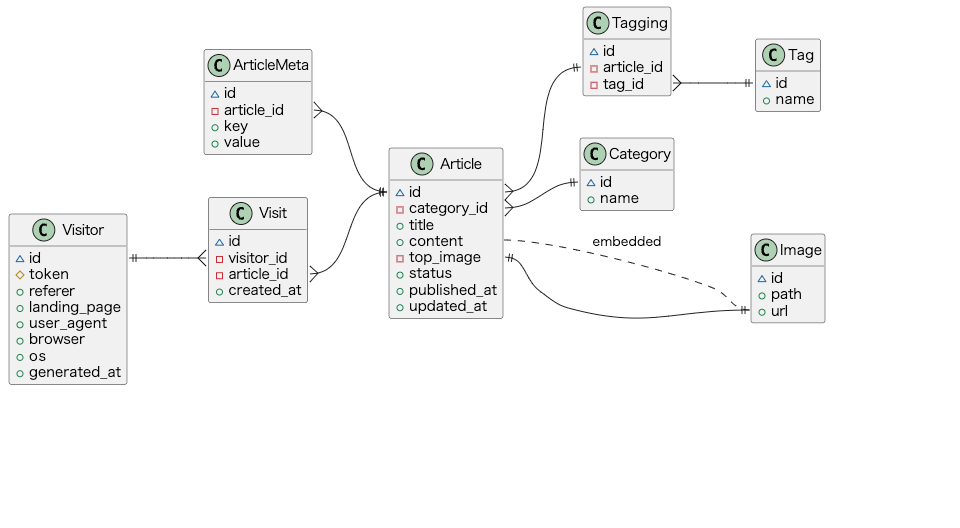 C Tagging
id
article_id
tag_id
C Tag
id
name
C ArticleMeta
id
article_id
key
value
C Category
id
name
C Article
id
category_id
title
content
top_image
status
published_at
updated_at
C Visit
id
visitor_id
article_id
created_at
C Visitor
id
token
referer
landing_page
user_agent
browser
os
generated_at
embedded
C Image
id
path
url